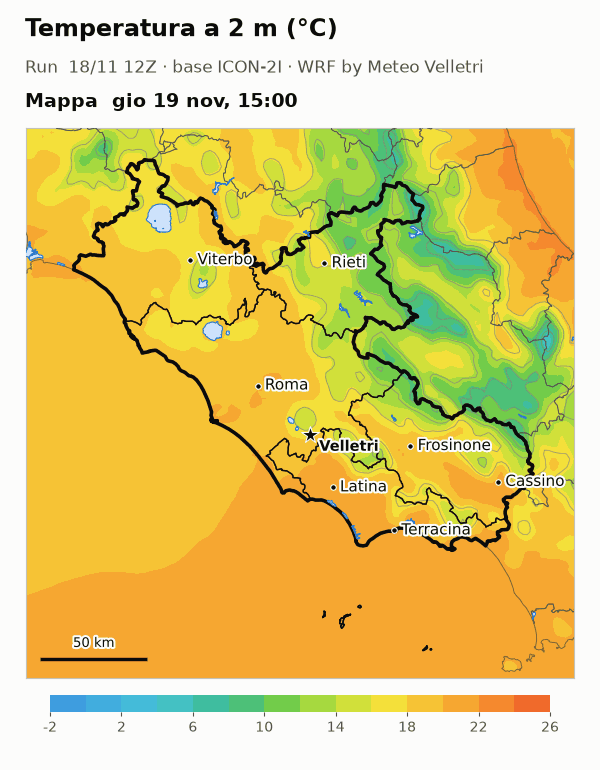 Temperatura a 2 m (°C)
Run  18/11 12Z · base ICON-2I · WRF by Meteo Velletri
Mappa  gio 19 nov, 15:00
Viterbo
Rieti
Roma
Velletri
Frosinone
Latina
Cassino
Terracina
50 km
-2 2 6 10 14 18 22 26